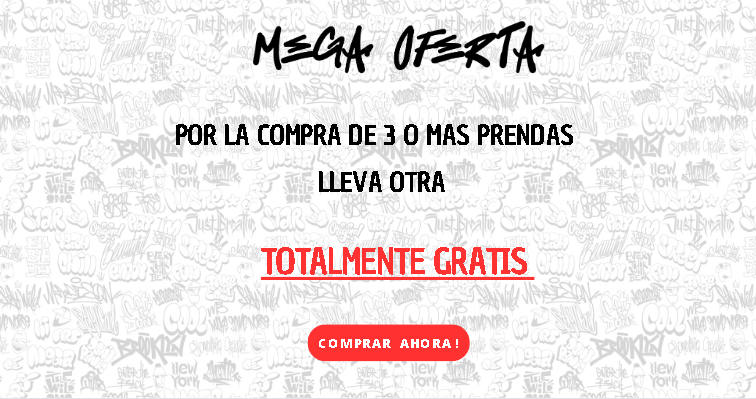 MEGA OFERTA
POR LA COMPRA DE 3 O MAS PRENDAS
LLEVA OTRA
TOTALMENTE GRATIS
COMPRAR AHORA!